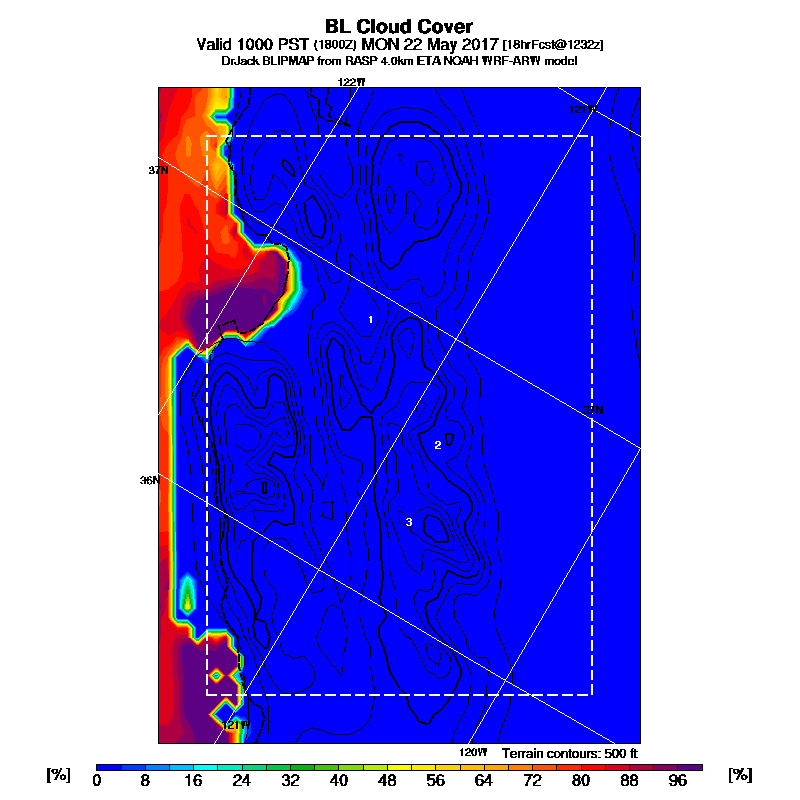 BL Cloud Cover
Valid 1000 PST (1800Z) MON 22 May 2017 [18hrFcst@1232z]
DrJack BLIPMAP from RASP 4.0km ETA NOAH WRF-ARW model
122W
121W
37N
1
37N
2
36N
3
121W
120W Terrain contours: 500 ft
[%] 0 8 16 24 32 40 48 56 64 72 80 88 96 [%]